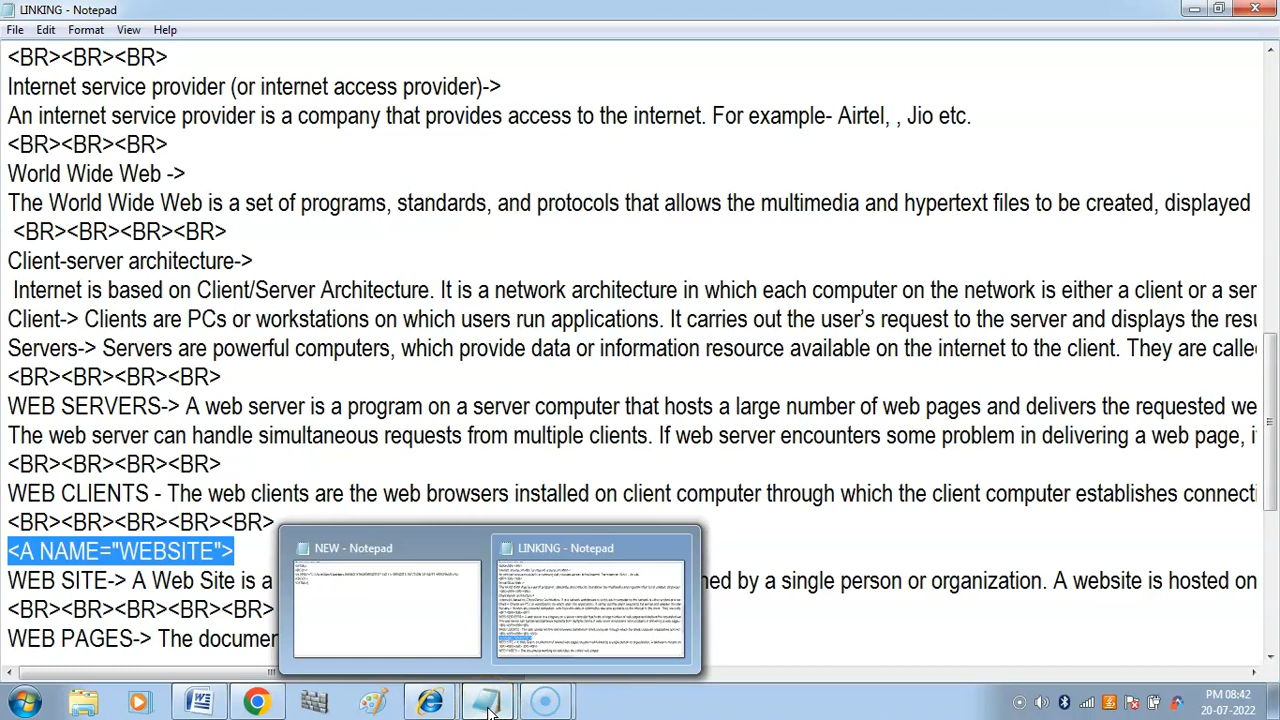 LINKING - Notepad
File Edit Format View Help
<BR><BR><BR>
Internet service provider (or internet access provider)->
An internet service provider is a company that provides access to the internet. For example- Airtel, , Jio etc.
<BR><BR><BR>
World Wide Web ->
The World Wide Web is a set of programs, standards, and protocols that allows the multimedia and hypertext files to be created, displayed
<BR><BR><BR><BR>
Client-server architecture->
Internet is based on Client/Server Architecture. It is a network architecture in which each computer on the network is either a client or a ser
Client-> Clients are PCs or workstations on which users run applications. It carries out the user’s request to the server and displays the resu
Servers-> Servers are powerful computers, which provide data or information resource available on the internet to the client. They are calle
<BR><BR><BR><BR>
WEB SERVERS-> A web server is a program on a server computer that hosts a large number of web pages and delivers the requested we
The web server can handle simultaneous requests from multiple clients. If web server encounters some problem in delivering a web page, i
<BR><BR><BR><BR>
WEB CLIENTS - The web clients are the web browsers installed on client computer through which the client computer establishes connecti
<BR><BR><BR><BR><BR>
NEW - Notepad LINKING - Notepad
<A NAME="WEBSITE">
WEB SITE-> A Web Site is a ned by a single person or organization. A website is hosted on
<BR><BR><BR><BR><BR>
WEB PAGES-> The documen
PM 08:42
20-07-2022